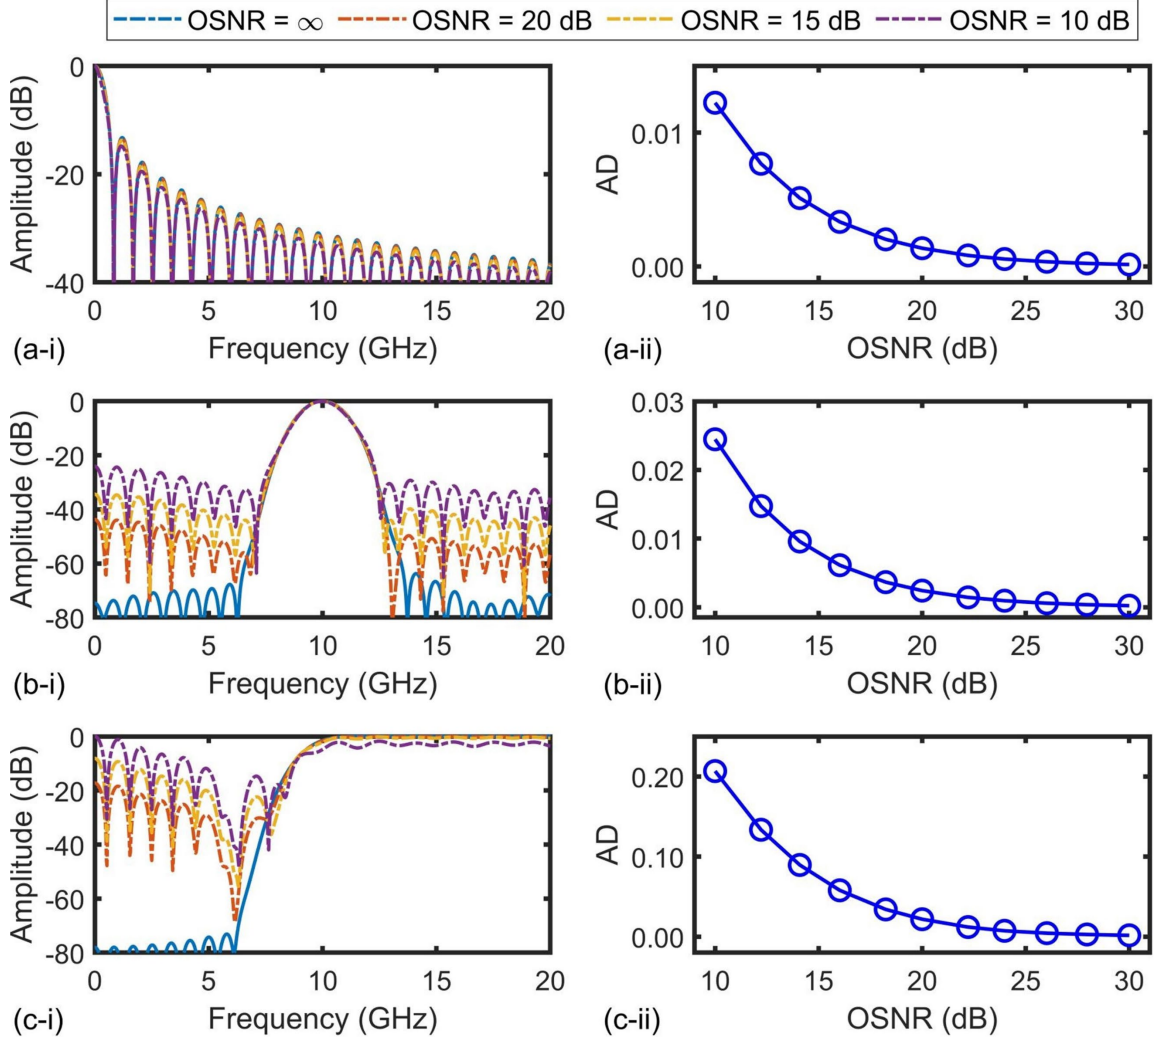 OSNR = ∞ OSNR = 20 dB OSNR = 15 dB OSNR = 10 dB
0
-20
-40
Amplitude (dB)
0 5 10 15 20
Frequency (GHz)
(a-i)
0.01
0.00
AD
10 15 20 25 30
OSNR (dB)
(a-ii)
0
-20
-40
-60
-80
Amplitude (dB)
0 5 10 15 20
Frequency (GHz)
(b-i)
0.03
0.02
0.01
0.00
AD
10 15 20 25 30
OSNR (dB)
(b-ii)
0
-20
-40
-60
-80
Amplitude (dB)
0 5 10 15 20
Frequency (GHz)
(c-i)
0.20
0.10
0.00
AD
10 15 20 25 30
OSNR (dB)
(c-ii)